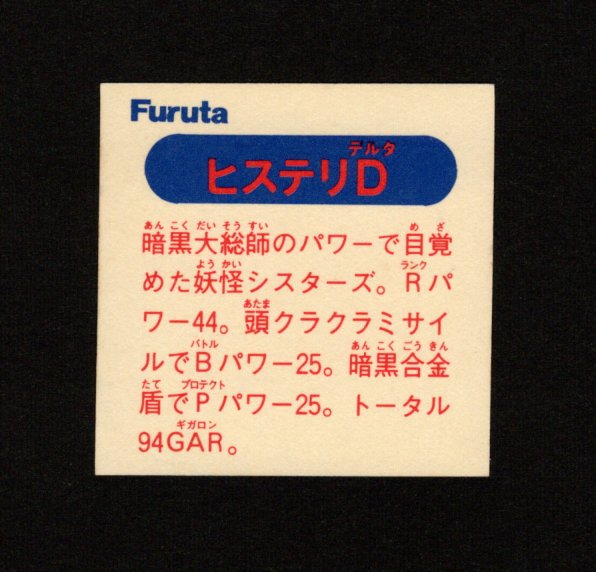 Furuta
デルタ
ヒステリD
あんこくだいそうすい め ざ
暗黒大総師のパワーで目覚
ようかい ランク
めた妖怪シスターズ。Rパ
あたま
ワー44。頭クラクラミサイ
バトル あんこくごうきん
ルでBパワー25。暗黒合金
たて プロテクト
盾でPパワー25。トータル
ギガロン
94GAR。